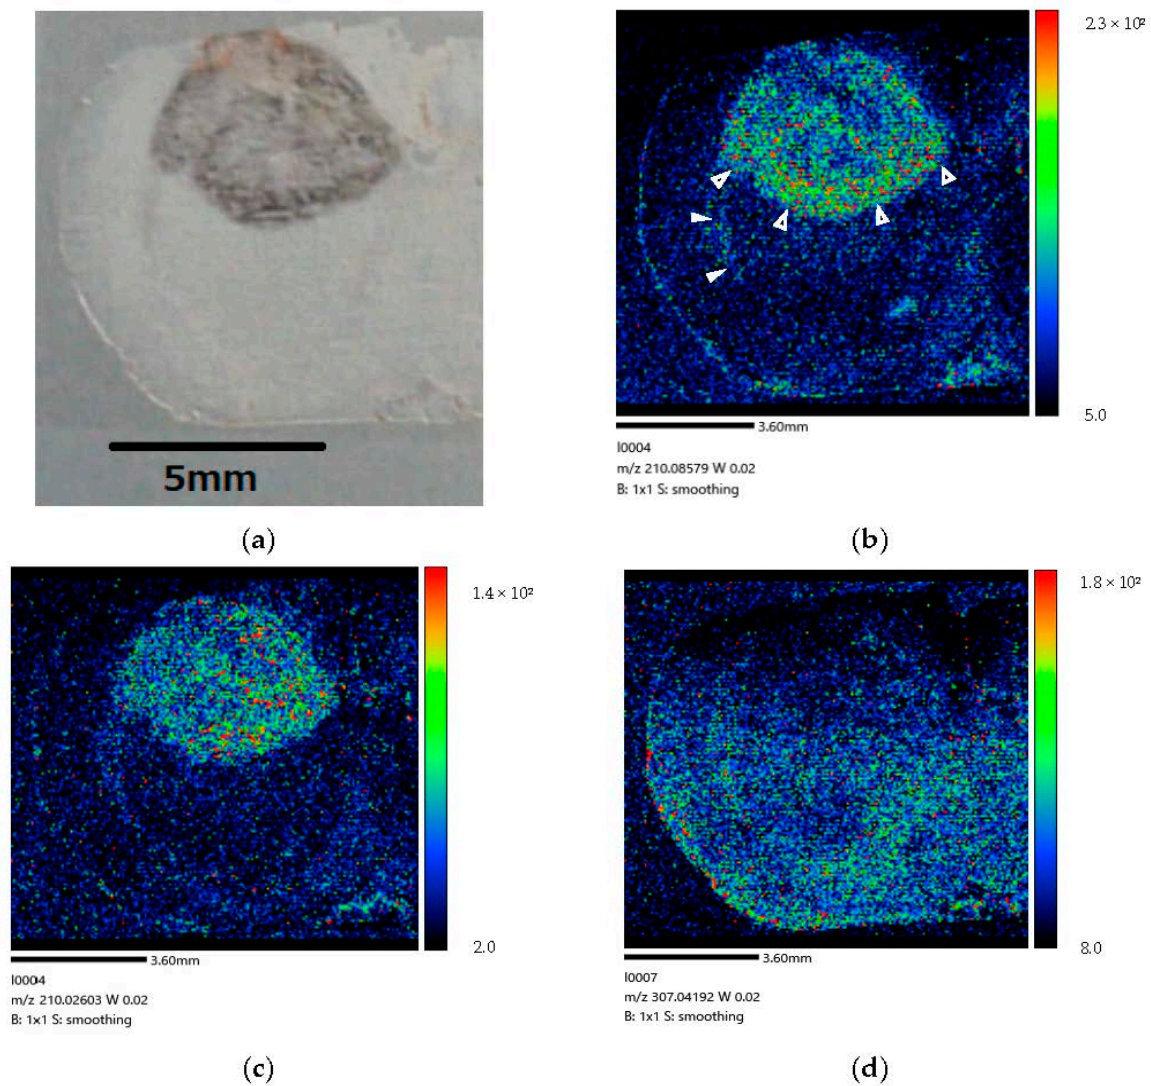 5mm
(a)
2.3 × 10²
5.0
3.60mm
I0004
m/z 210.08579 W 0.02
B: 1x1 S: smoothing
(b)
1.4 × 10²
2.0
3.60mm
I0004
m/z 210.02603 W 0.02
B: 1x1 S: smoothing
(c)
1.8 × 10²
8.0
3.60mm
I0007
m/z 307.04192 W 0.02
B: 1x1 S: smoothing
(d)